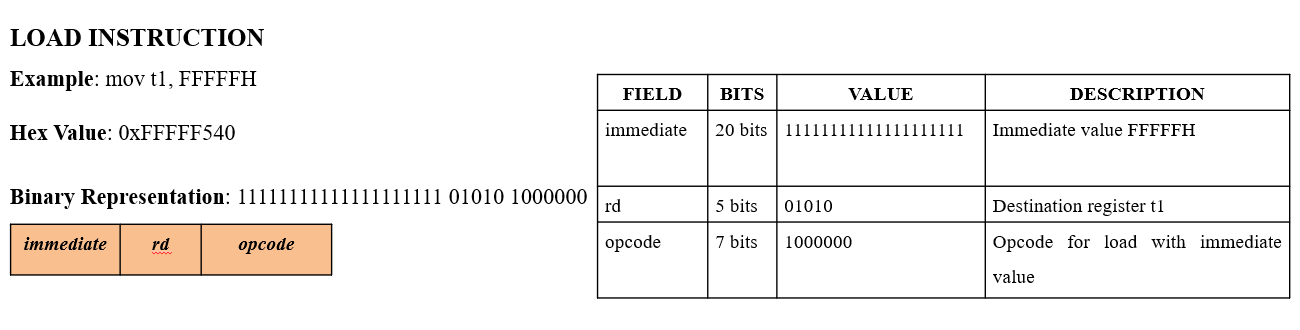 LOAD INSTRUCTION
Example: mov t1, FFFFFH
Hex Value: 0xFFFFF540
Binary Representation: 11111111111111111111 01010 1000000
immediate rd opcode
FIELD BITS VALUE DESCRIPTION
immediate 20 bits 11111111111111111111 Immediate value FFFFFH
rd 5 bits 01010 Destination register t1
opcode 7 bits 1000000 Opcode for load with immediate
value